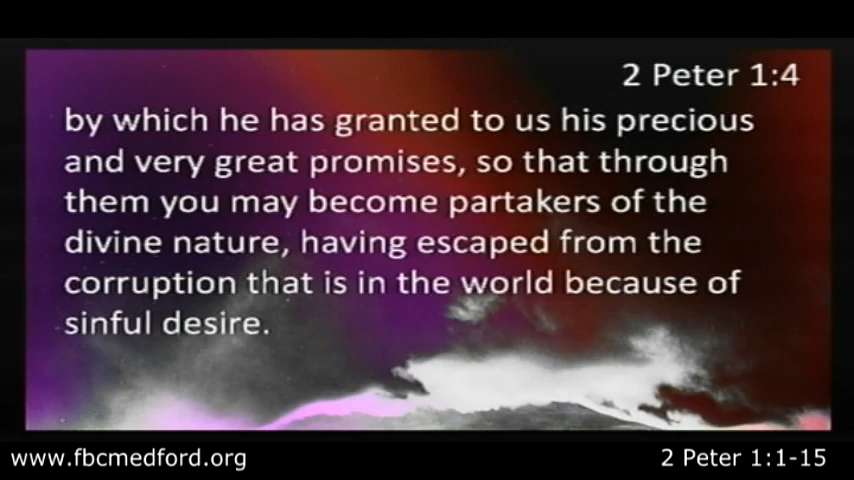 2 Peter 1:4
by which he has granted to us his precious
and very great promises, so that through
them you may become partakers of the
divine nature, having escaped from the
corruption that is in the world because of
sinful desire.
www.fbcmedford.org
2 Peter 1:1-15